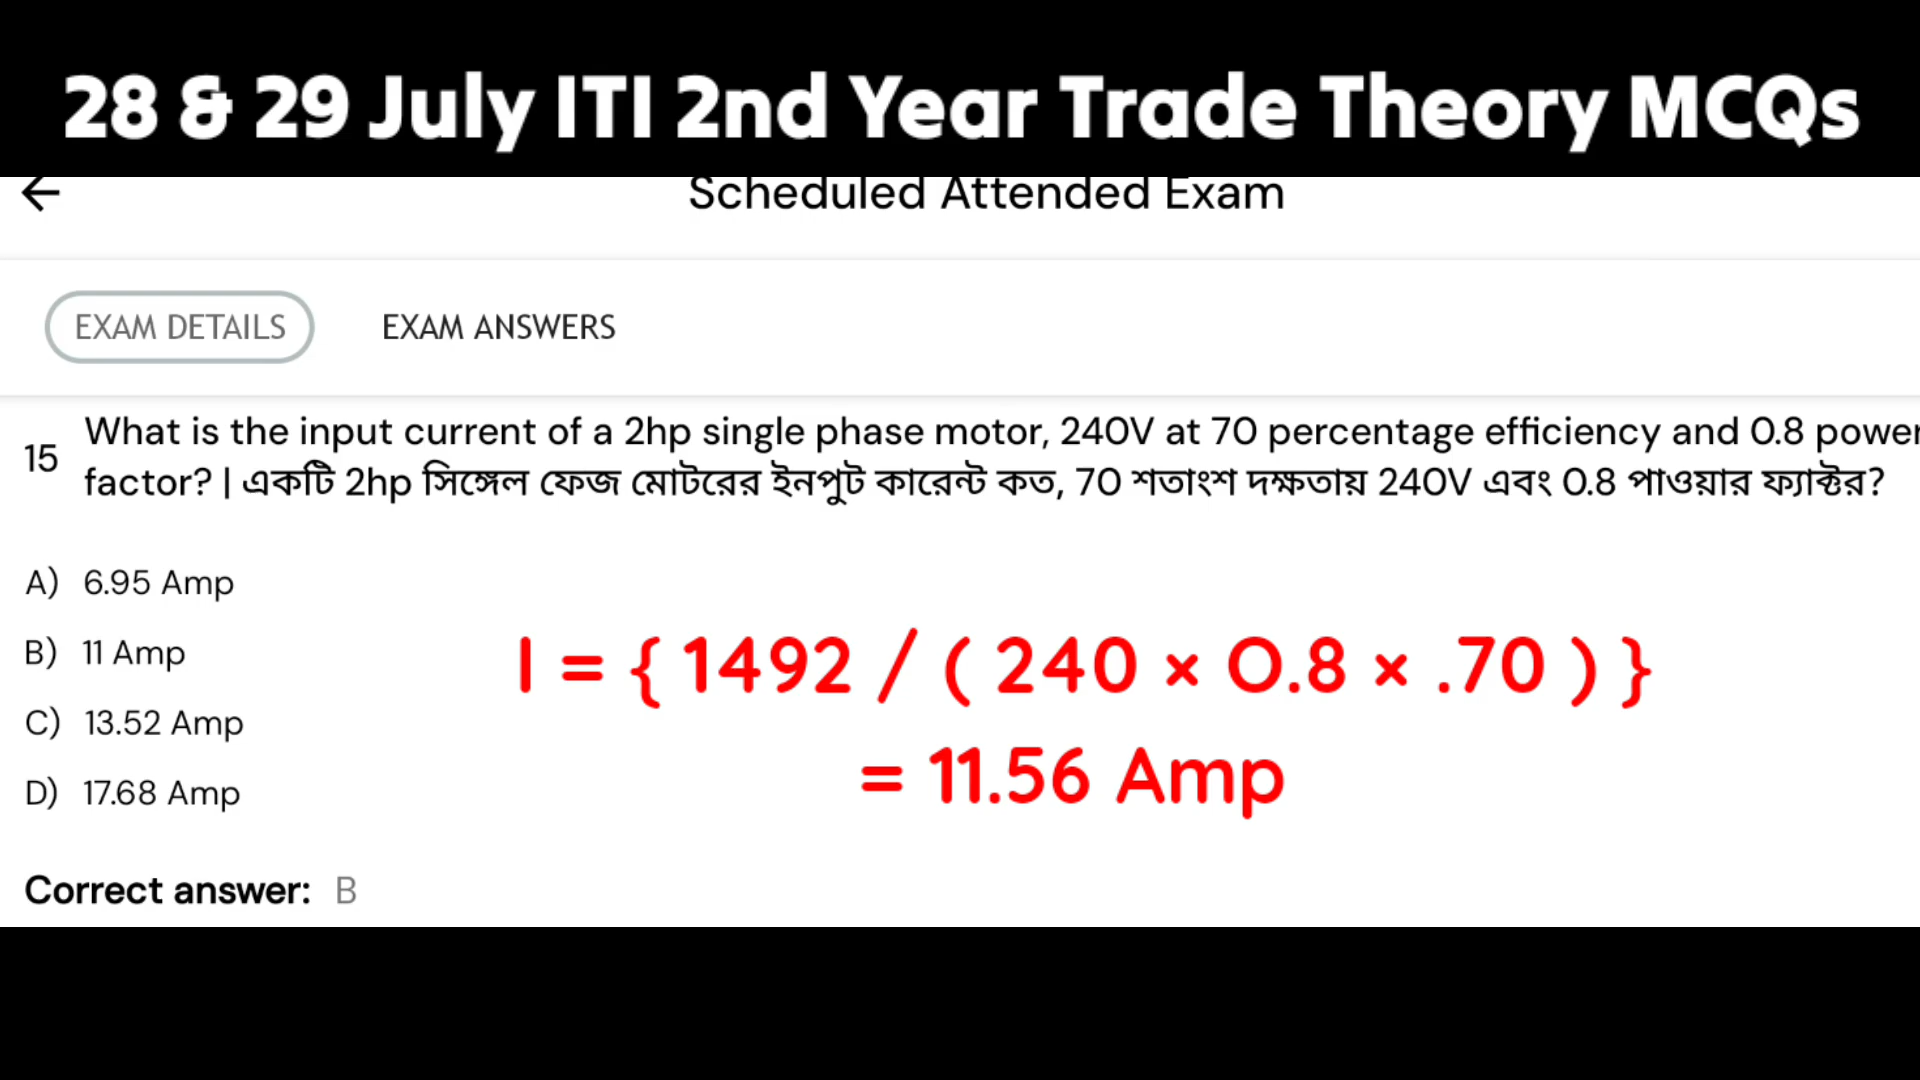 28 & 29 July ITI 2nd Year Trade Theory MCQs
Scheduled Attended Exam
EXAM DETAILS EXAM ANSWERS
15 What is the input current of a 2hp single phase motor, 240V at 70 percentage efficiency and 0.8 power
factor? | একটি 2hp সিঙ্গেল ফেজ মোটরের ইনপুট কারেন্ট কত, 70 শতাংশ দক্ষতায় 240V এবং 0.8 পাওয়ার ফ্যাক্টর?
A) 6.95 Amp
B) 11 Amp
I = { 1492 / ( 240 × 0.8 × .70 ) }
C) 13.52 Amp
= 11.56 Amp
D) 17.68 Amp
Correct answer: B